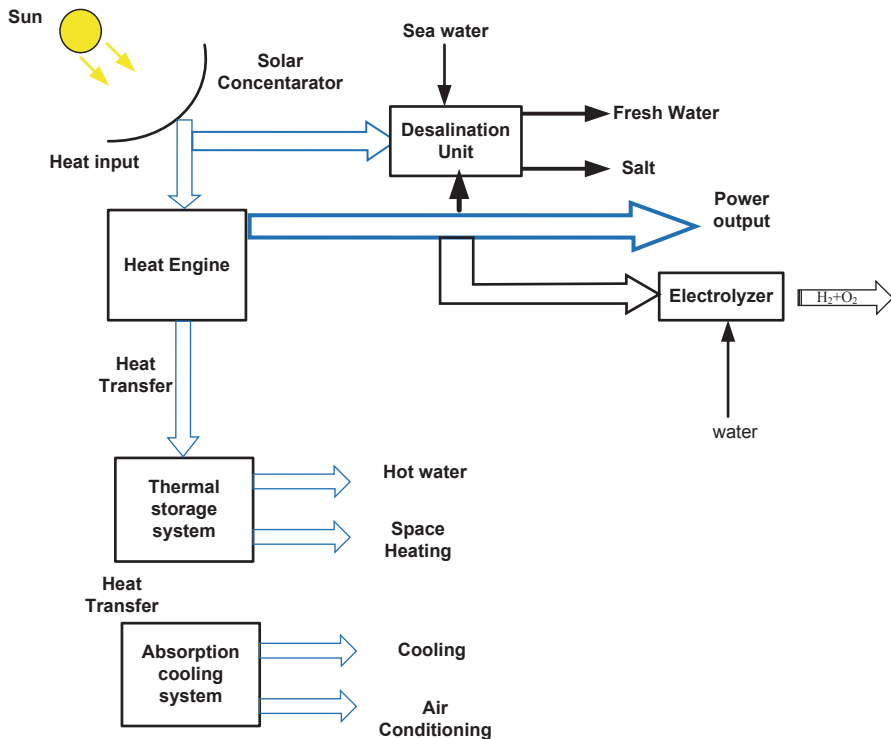 Sun
Sea water
Solar
Concentarator
Desalination
Unit
Fresh Water
Salt
Heat input
Power
output
Heat Engine
Electrolyzer
H₂+O₂
Heat
Transfer
water
Thermal
storage
system
Hot water
Space
Heating
Heat
Transfer
Absorption
cooling
system
Cooling
Air
Conditioning